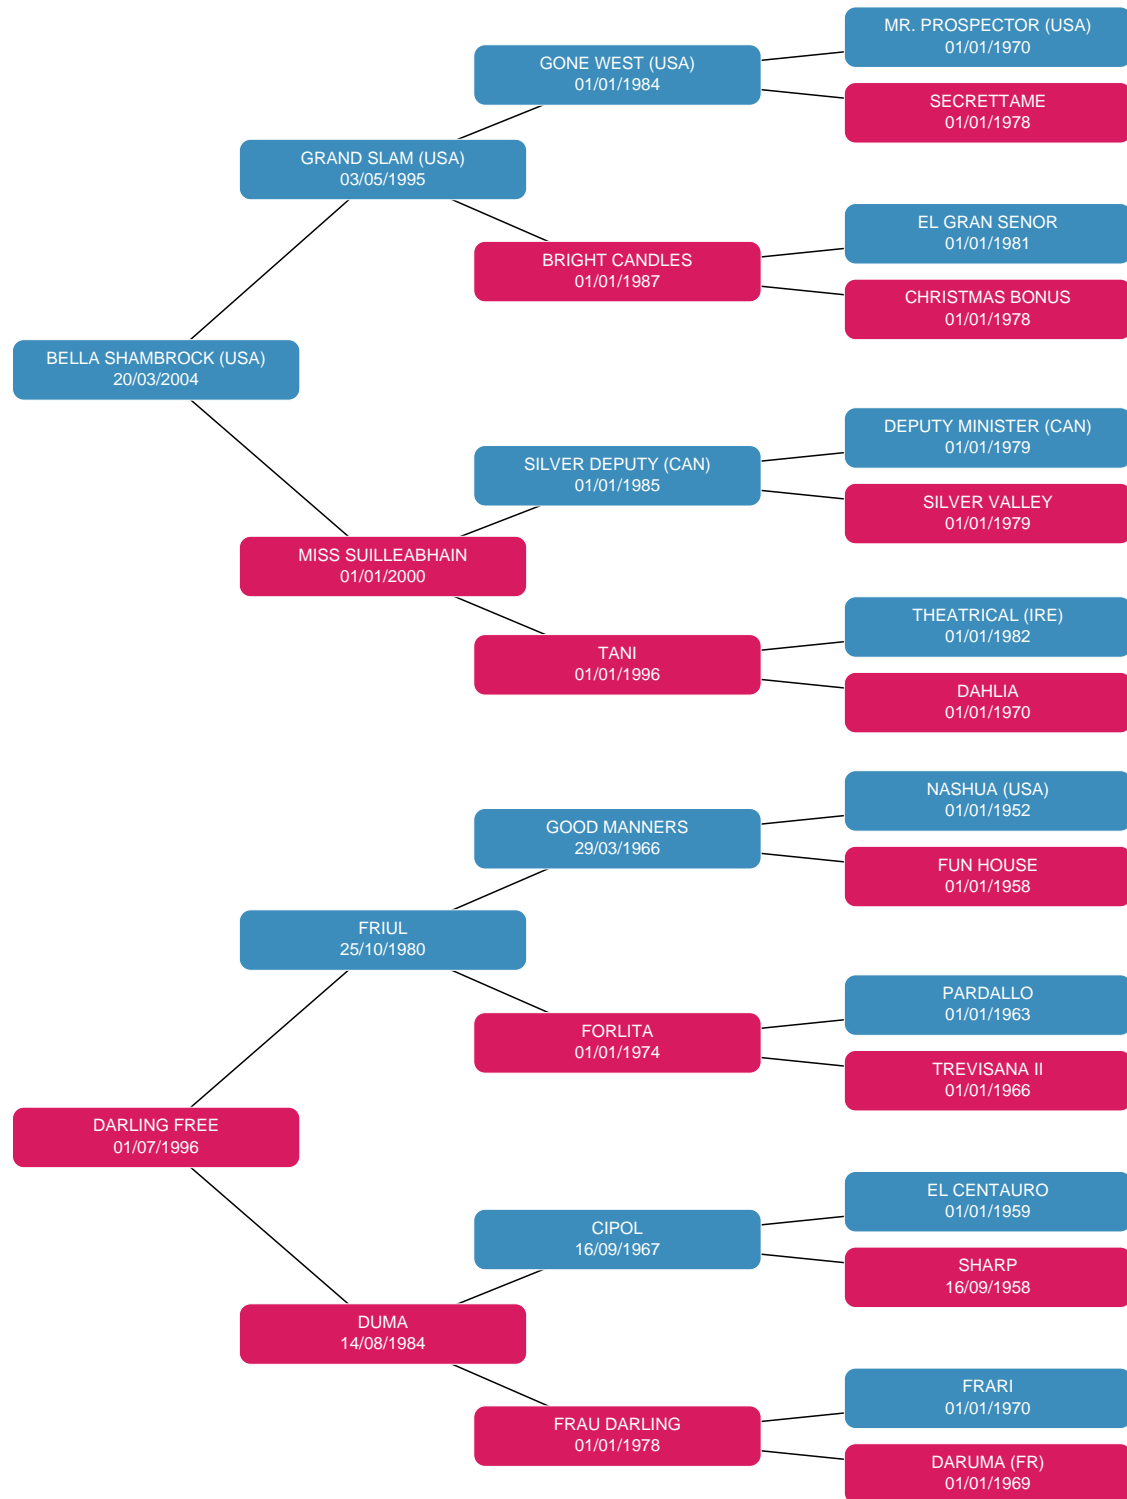 MR. PROSPECTOR (USA)
01/01/1970
GONE WEST (USA)
01/01/1984
SECRETTAME
01/01/1978
GRAND SLAM (USA)
03/05/1995
EL GRAN SENOR
01/01/1981
BRIGHT CANDLES
01/01/1987
CHRISTMAS BONUS
01/01/1978
BELLA SHAMBROCK (USA)
20/03/2004
DEPUTY MINISTER (CAN)
01/01/1979
SILVER DEPUTY (CAN)
01/01/1985
SILVER VALLEY
01/01/1979
MISS SUILLEABHAIN
01/01/2000
THEATRICAL (IRE)
01/01/1982
TANI
01/01/1996
DAHLIA
01/01/1970
NASHUA (USA)
01/01/1952
GOOD MANNERS
29/03/1966
FUN HOUSE
01/01/1958
FRIUL
25/10/1980
PARDALLO
01/01/1963
FORLITA
01/01/1974
TREVISANA II
01/01/1966
DARLING FREE
01/07/1996
EL CENTAURO
01/01/1959
CIPOL
16/09/1967
SHARP
16/09/1958
DUMA
14/08/1984
FRARI
01/01/1970
FRAU DARLING
01/01/1978
DARUMA (FR)
01/01/1969